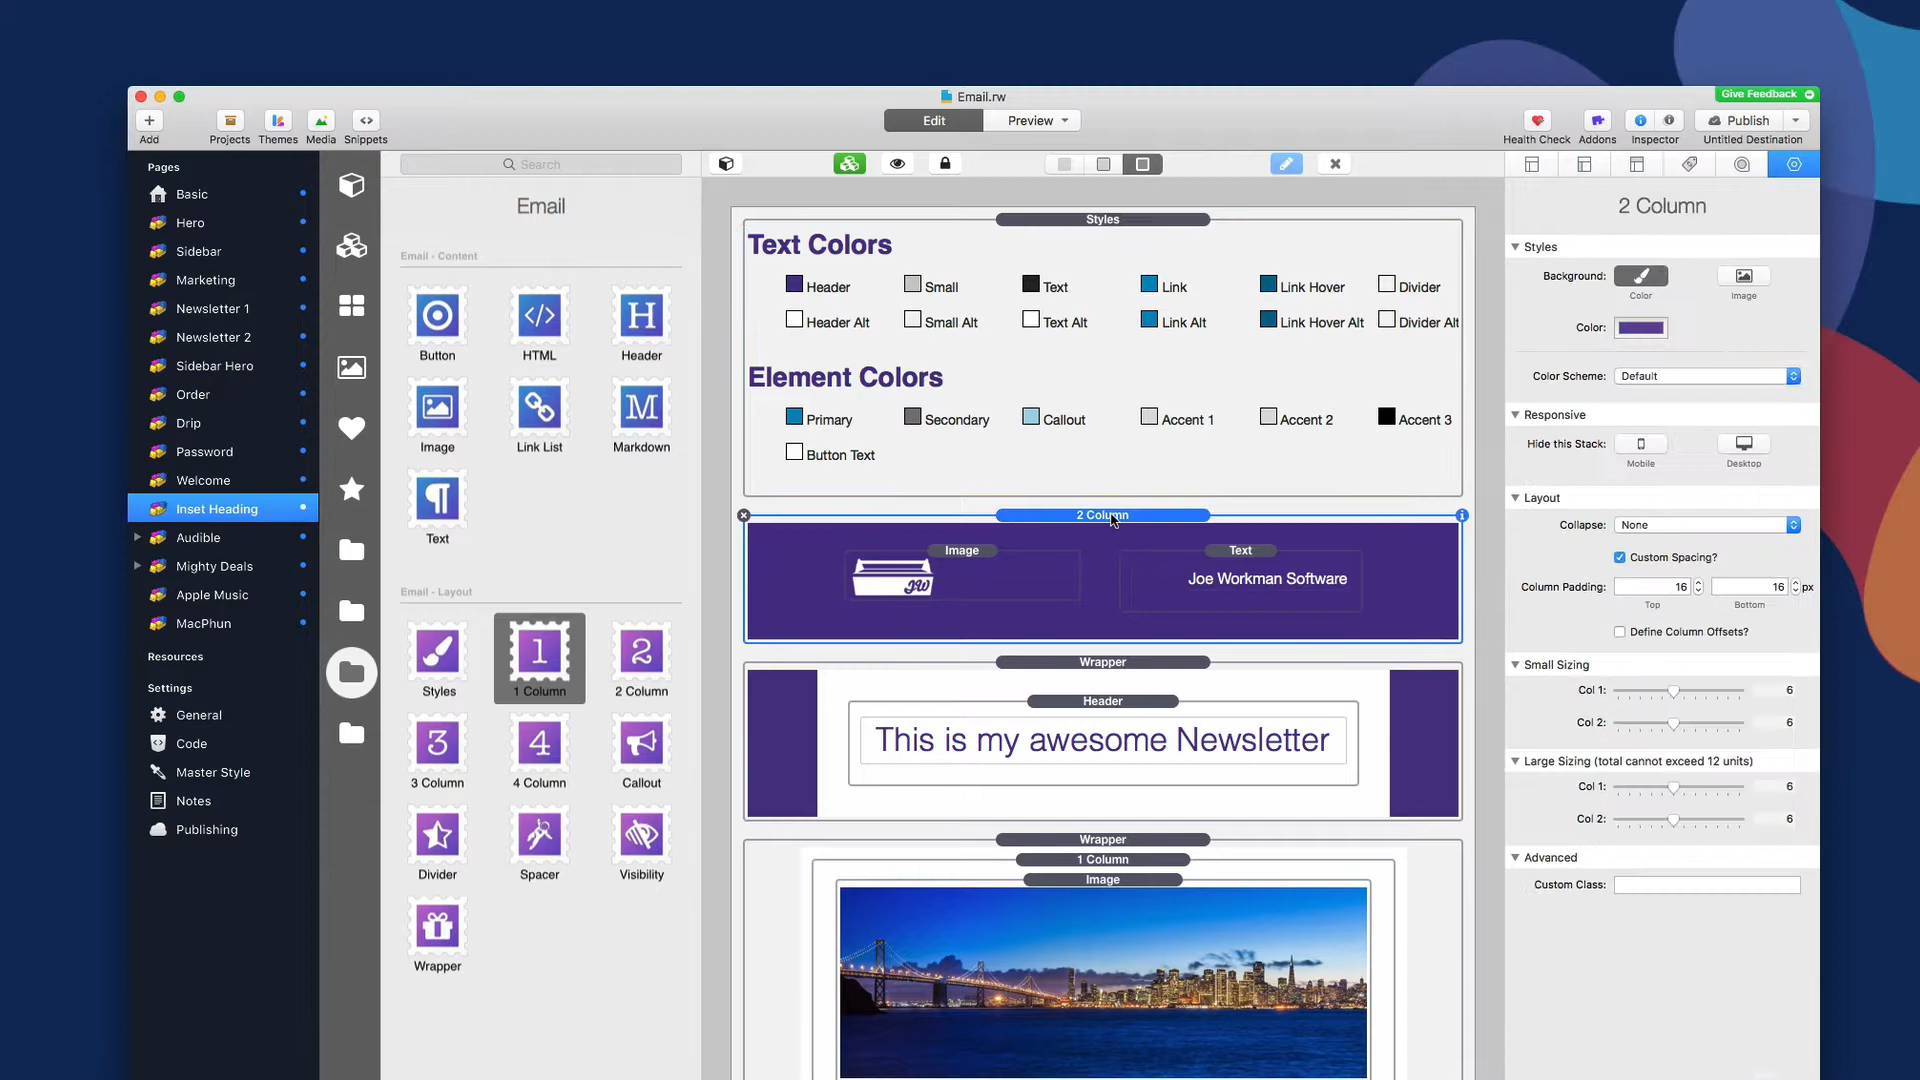 Email.rw
Give Feedback
Add
Projects
Themes
Media
Snippets
Edit
Preview
Health Check
Addons
Inspector
Publish
Untitled Destination
Pages
Basic
Hero
Sidebar
Marketing
Newsletter 1
Newsletter 2
Sidebar Hero
Order
Drip
Password
Welcome
Inset Heading
Audible
Mighty Deals
Apple Music
MacPhun
Resources
Settings
General
Code
Master Style
Notes
Publishing
Search
Email
Email - Content
Button
HTML
H
Header
Image
Link List
M
Markdown
Text
Email - Layout
Styles
1
1 Column
2
2 Column
3
3 Column
4
4 Column
Callout
Divider
Spacer
Visibility
Wrapper
Styles
Text Colors
Header Small Text Link Link Hover Divider
Header Alt Small Alt Text Alt Link Alt Link Hover Alt Divider Alt
Element Colors
Primary Secondary Callout Accent 1 Accent 2 Accent 3
Button Text
2 Column
Image
JW
Text
Joe Workman Software
Wrapper
Header
This is my awesome Newsletter
Wrapper
1 Column
Image
2 Column
Styles
Background:
Color
Image
Color:
Color Scheme: Default
Responsive
Hide this Stack:
Mobile
Desktop
Layout
Collapse: None
Custom Spacing?
Column Padding: 16 16 px
Top Bottom
Define Column Offsets?
Small Sizing
Col 1: 6
Col 2: 6
Large Sizing (total cannot exceed 12 units)
Col 1: 6
Col 2: 6
Advanced
Custom Class: